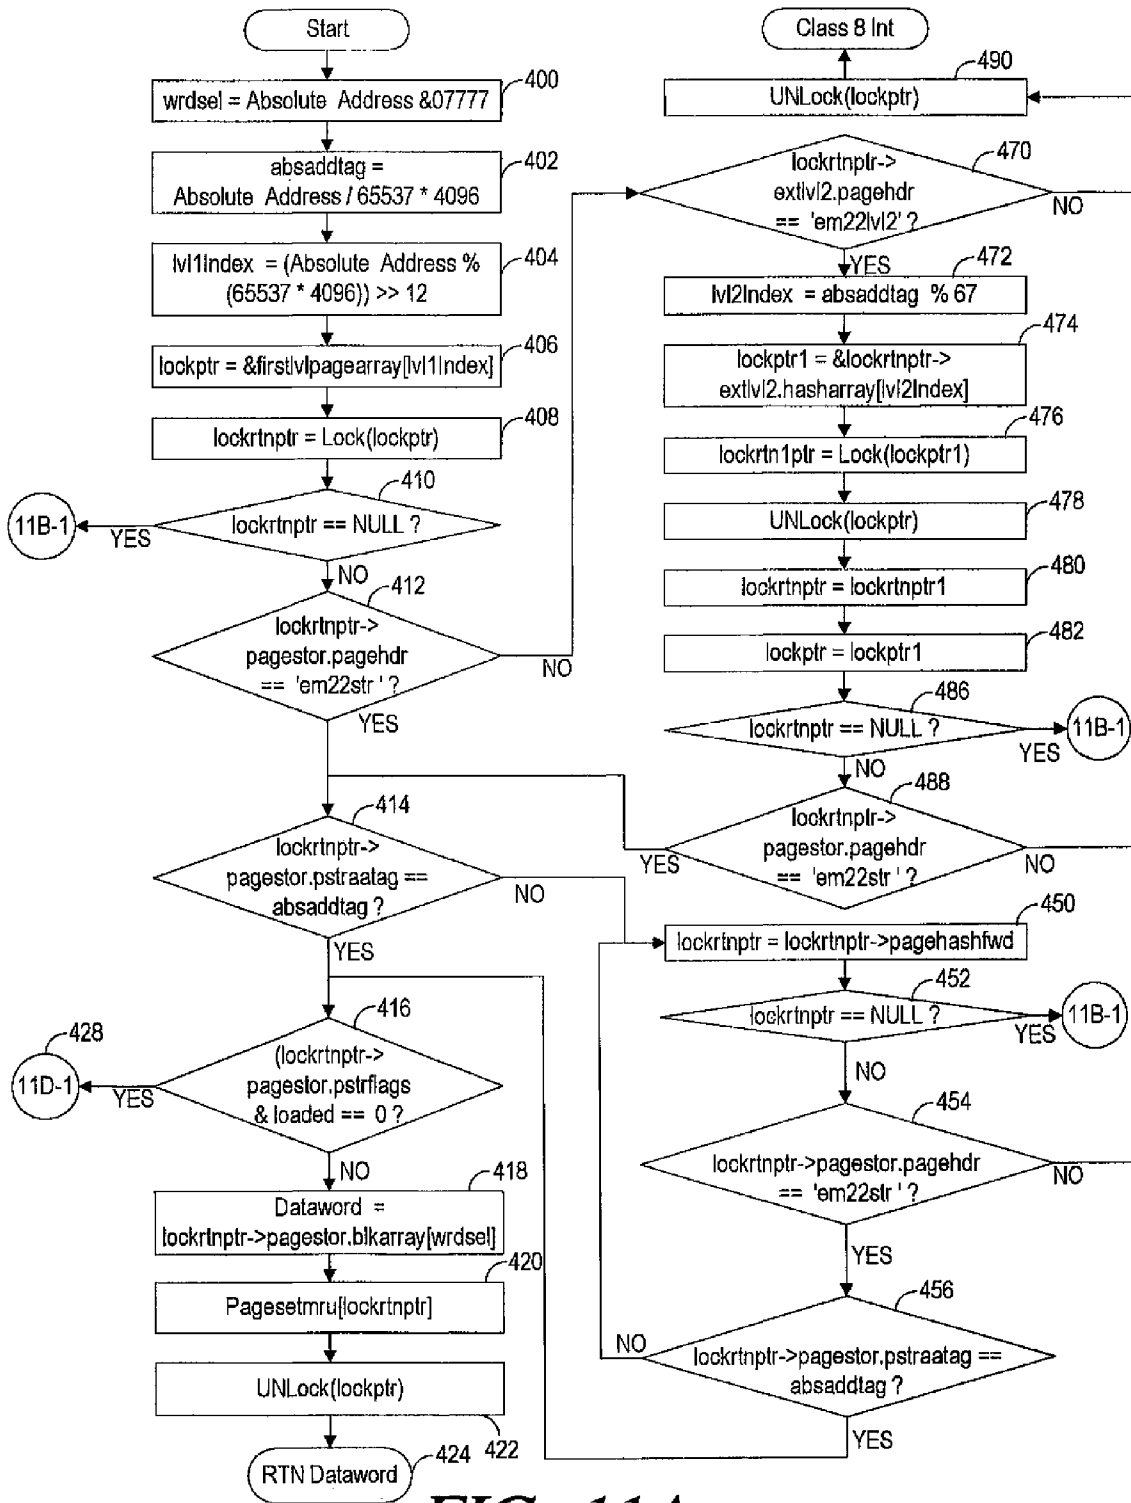 Start
400
wrdsel = Absolute Address &07777
402
absaddtag =
Absolute Address / 65537 * 4096
404
lvl1Index = (Absolute Address %
(65537 * 4096)) >> 12
406
lockptr = &firstlvlpagearray[lvl1Index]
408
lockrtnptr = Lock(lockptr)
410
lockrtnptr == NULL ?
YES
11B-1
NO
412
lockrtnptr->
pagestor.pagehdr
== 'em22str ' ?
NO
YES
414
lockrtnptr->
pagestor.pstraatag ==
absaddtag ?
NO
YES
416
(lockrtnptr->
pagestor.pstrflags
& loaded == 0 ?
428
11D-1
YES
NO
418
Dataword =
lockrtnptr->pagestor.blkarray[wrdsel]
420
Pagesetmru[lockrtnptr]
UNLock(lockptr)
422
RTN Dataword
424
Class 8 Int
490
UNLock(lockptr)
470
lockrtnptr->
extlvl2.pagehdr
== 'em22lvl2' ?
NO
YES
472
lvl2Index = absaddtag % 67
474
lockptr1 = &lockrtnptr->
extlvl2.hasharray[lvl2Index]
476
lockrtn1ptr = Lock(lockptr1)
478
UNLock(lockptr)
480
lockrtnptr = lockrtnptr1
482
lockptr = lockptr1
486
lockrtnptr == NULL ?
YES
11B-1
NO
488
lockrtnptr->
pagestor.pagehdr
== 'em22str ' ?
YES
NO
450
lockrtnptr = lockrtnptr->pagehashfwd
452
lockrtnptr == NULL ?
YES
11B-1
NO
454
lockrtnptr->pagestor.pagehdr
== 'em22str ' ?
NO
YES
456
lockrtnptr->pagestor.pstraatag ==
absaddtag ?
NO
YES
FIG. 11A